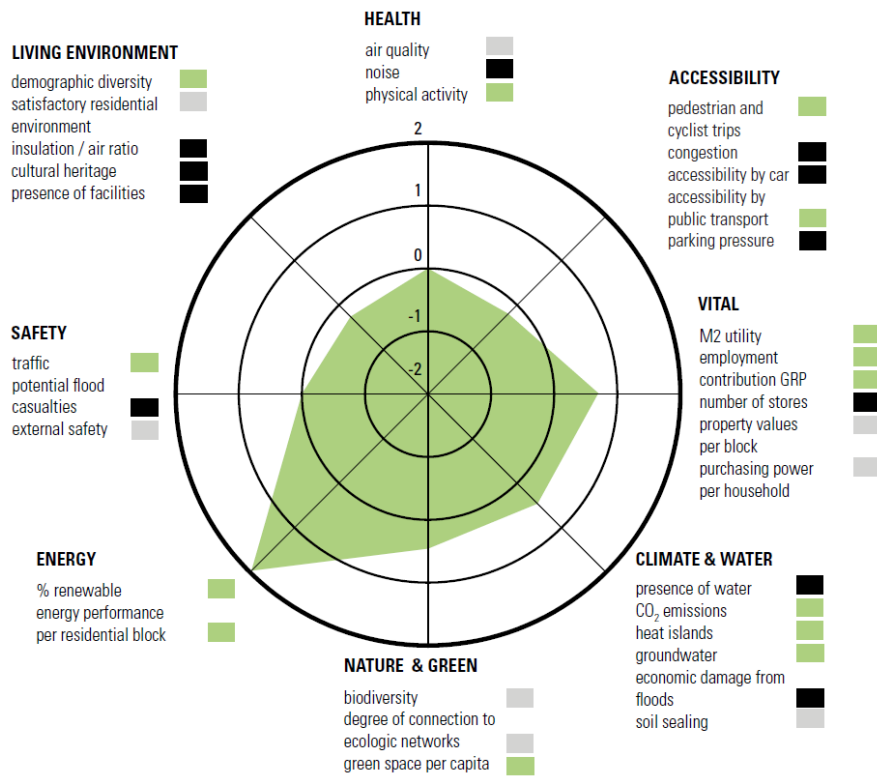 HEALTH
air quality
noise
physical activity
LIVING ENVIRONMENT
demographic diversity
satisfactory residential
environment
insulation / air ratio
cultural heritage
presence of facilities
ACCESSIBILITY
pedestrian and
cyclist trips
congestion
accessibility by car
accessibility by
public transport
parking pressure
2
1
0
-1
-2
SAFETY
traffic
potential flood
casualties
external safety
VITAL
M2 utility
employment
contribution GRP
number of stores
property values
per block
purchasing power
per household
ENERGY
% renewable
energy performance
per residential block
CLIMATE & WATER
presence of water
CO₂ emissions
heat islands
groundwater
economic damage from
floods
soil sealing
NATURE & GREEN
biodiversity
degree of connection to
ecologic networks
green space per capita